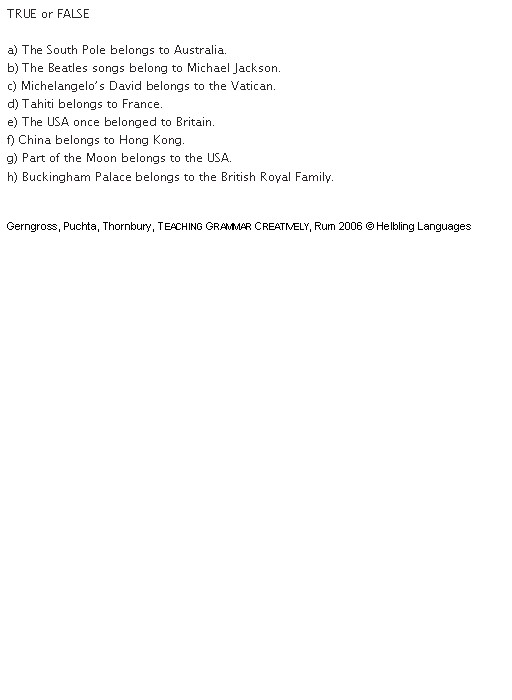 TRUE or FALSE
a) The South Pole belongs to Australia.
b) The Beatles songs belong to Michael Jackson.
c) Michelangelo's David belongs to the Vatican.
d) Tahiti belongs to France.
e) The USA once belonged to Britain.
f) China belongs to Hong Kong.
g) Part of the Moon belongs to the USA.
h) Buckingham Palace belongs to the British Royal Family.
Gerngross, Puchta, Thornbury, TEACHING GRAMMAR CREATIVELY, Rum 2006 © Helbling Languages